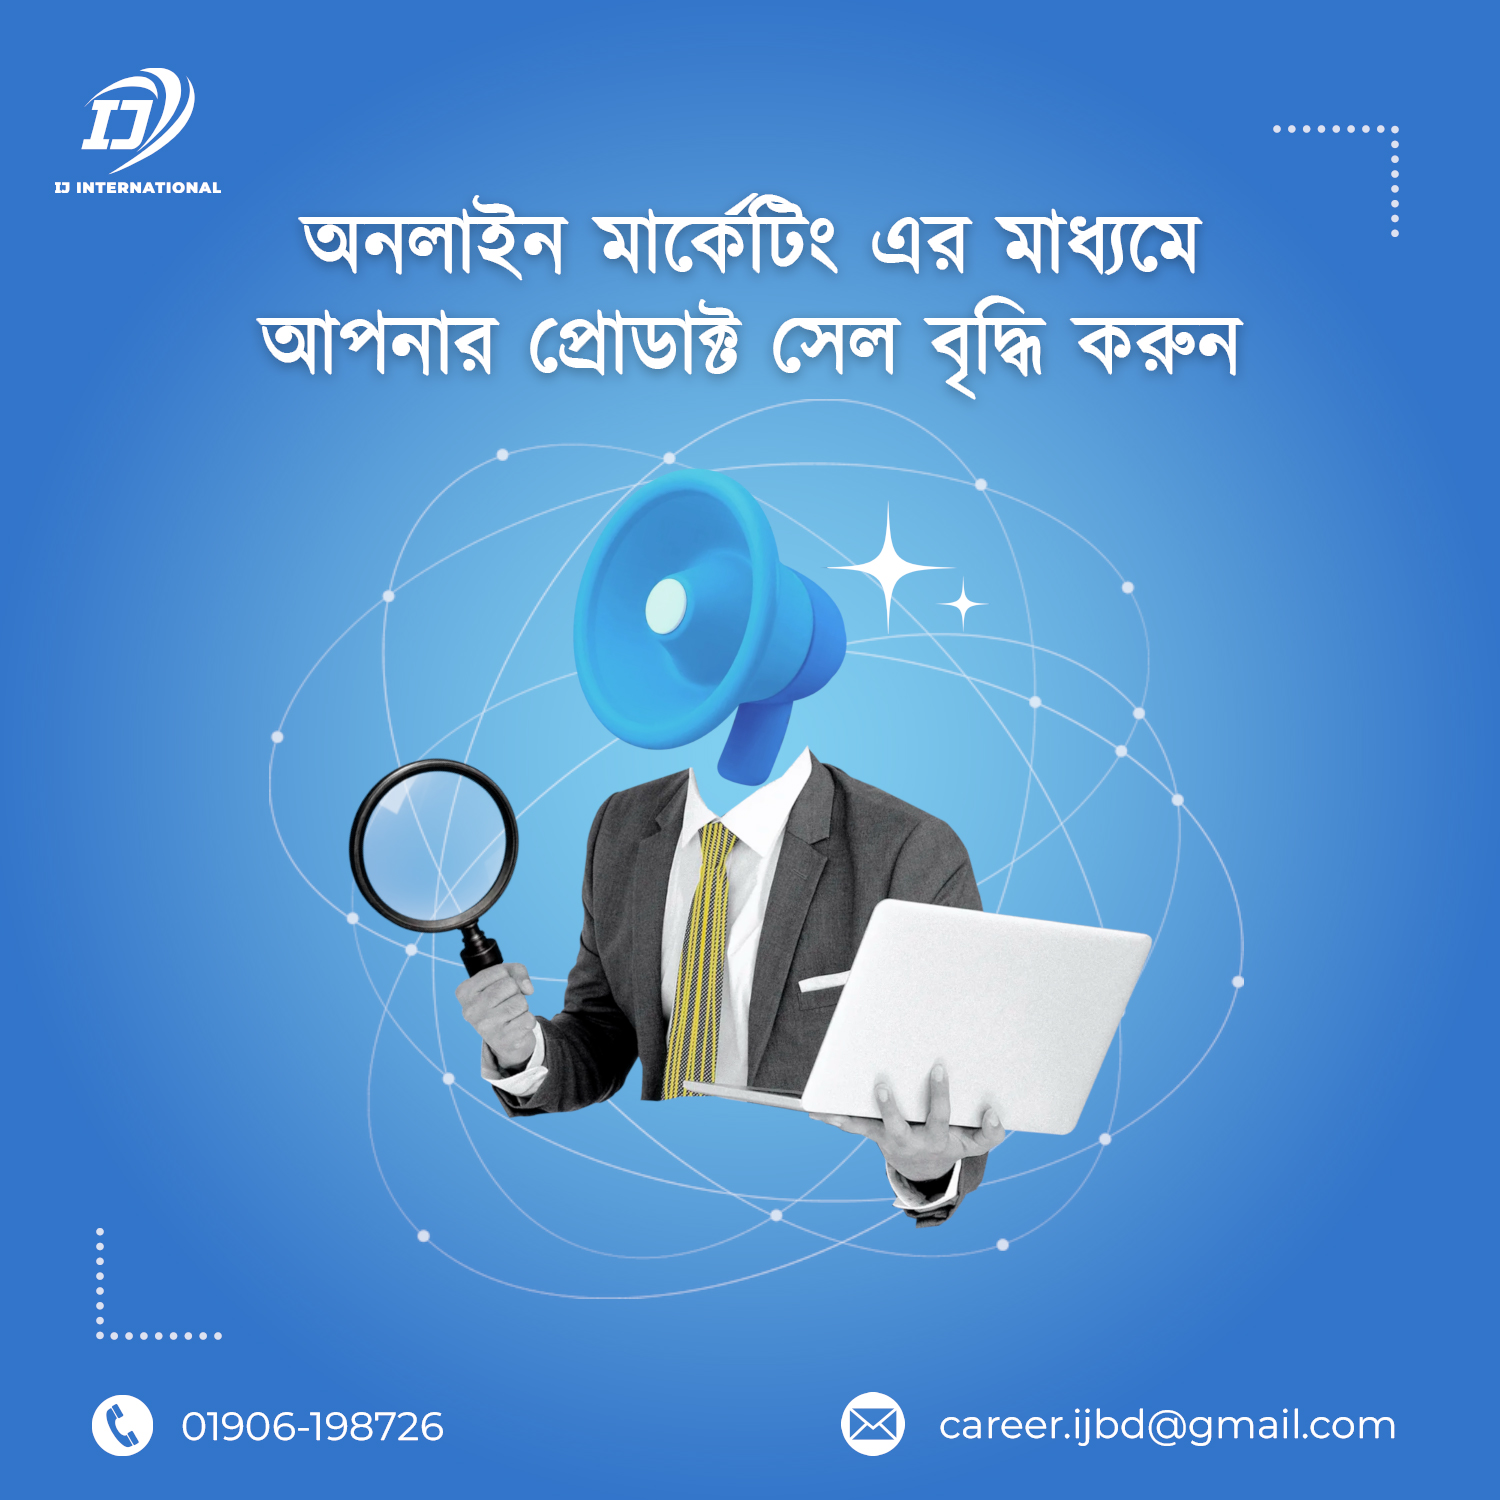 IJ
IJ INTERNATIONAL
অনলাইন মার্কেটিং এর মাধ্যমে
আপনার প্রোডাক্ট সেল বৃদ্ধি করুন
01906-198726
career.ijbd@gmail.com